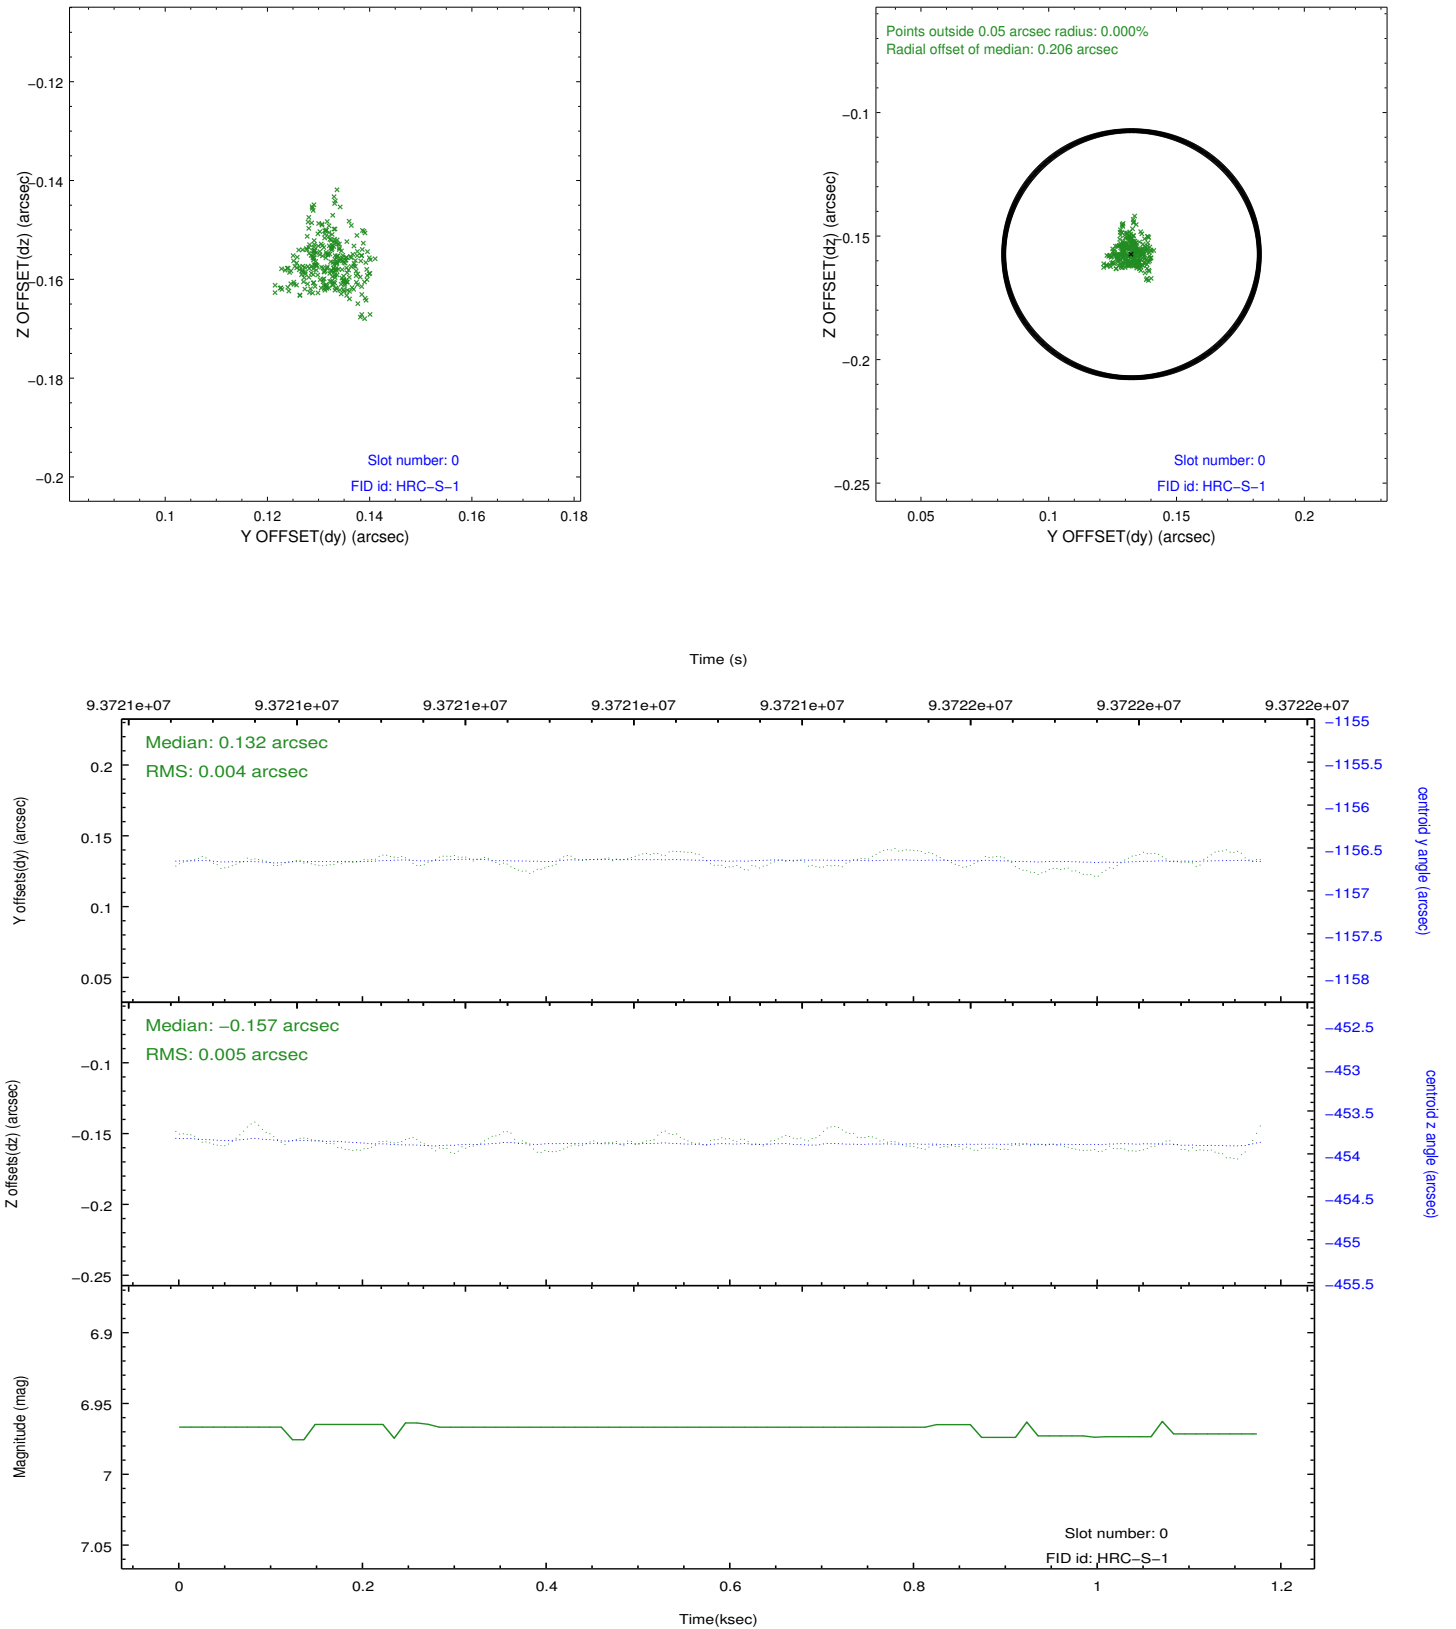 −0.12
−0.14
−0.16
−0.18
−0.2
Z OFFSET(dz) (arcsec)
Slot number: 0
FID id: HRC−S−1
0.1 0.12 0.14 0.16 0.18
Y OFFSET(dy) (arcsec)
Points outside 0.05 arcsec radius: 0.000%
Radial offset of median: 0.206 arcsec
−0.1
−0.15
−0.2
−0.25
Z OFFSET(dz) (arcsec)
Slot number: 0
FID id: HRC−S−1
0.05 0.1 0.15 0.2
Y OFFSET(dy) (arcsec)
Time (s)
9.3721e+07 9.3721e+07 9.3721e+07 9.3721e+07 9.3721e+07 9.3722e+07 9.3722e+07 9.3722e+07
Median: 0.132 arcsec
RMS: 0.004 arcsec
0.2
0.15
0.1
0.05
Y offsets(dy) (arcsec)
−1155
−1155.5
−1156
−1156.5
−1157
−1157.5
−1158
centroid y angle (arcsec)
Median: −0.157 arcsec
RMS: 0.005 arcsec
−0.1
−0.15
−0.2
−0.25
Z offsets(dz) (arcsec)
−452.5
−453
−453.5
−454
−454.5
−455
−455.5
centroid z angle (arcsec)
6.9
6.95
7
7.05
Magnitude (mag)
Slot number: 0
FID id: HRC−S−1
0 0.2 0.4 0.6 0.8 1 1.2
Time(ksec)